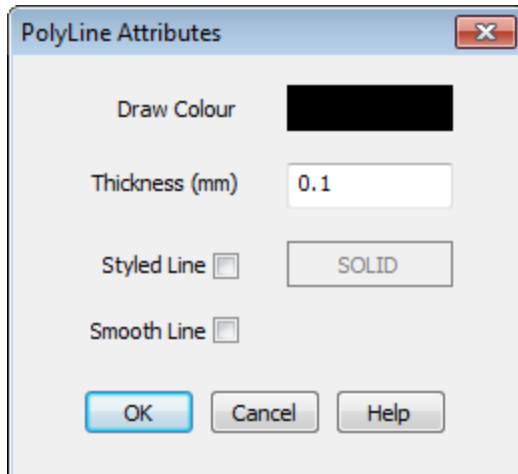 PolyLine Attributes
Draw Colour
Thickness (mm) 0.1
Styled Line SOLID
Smooth Line
OK Cancel Help